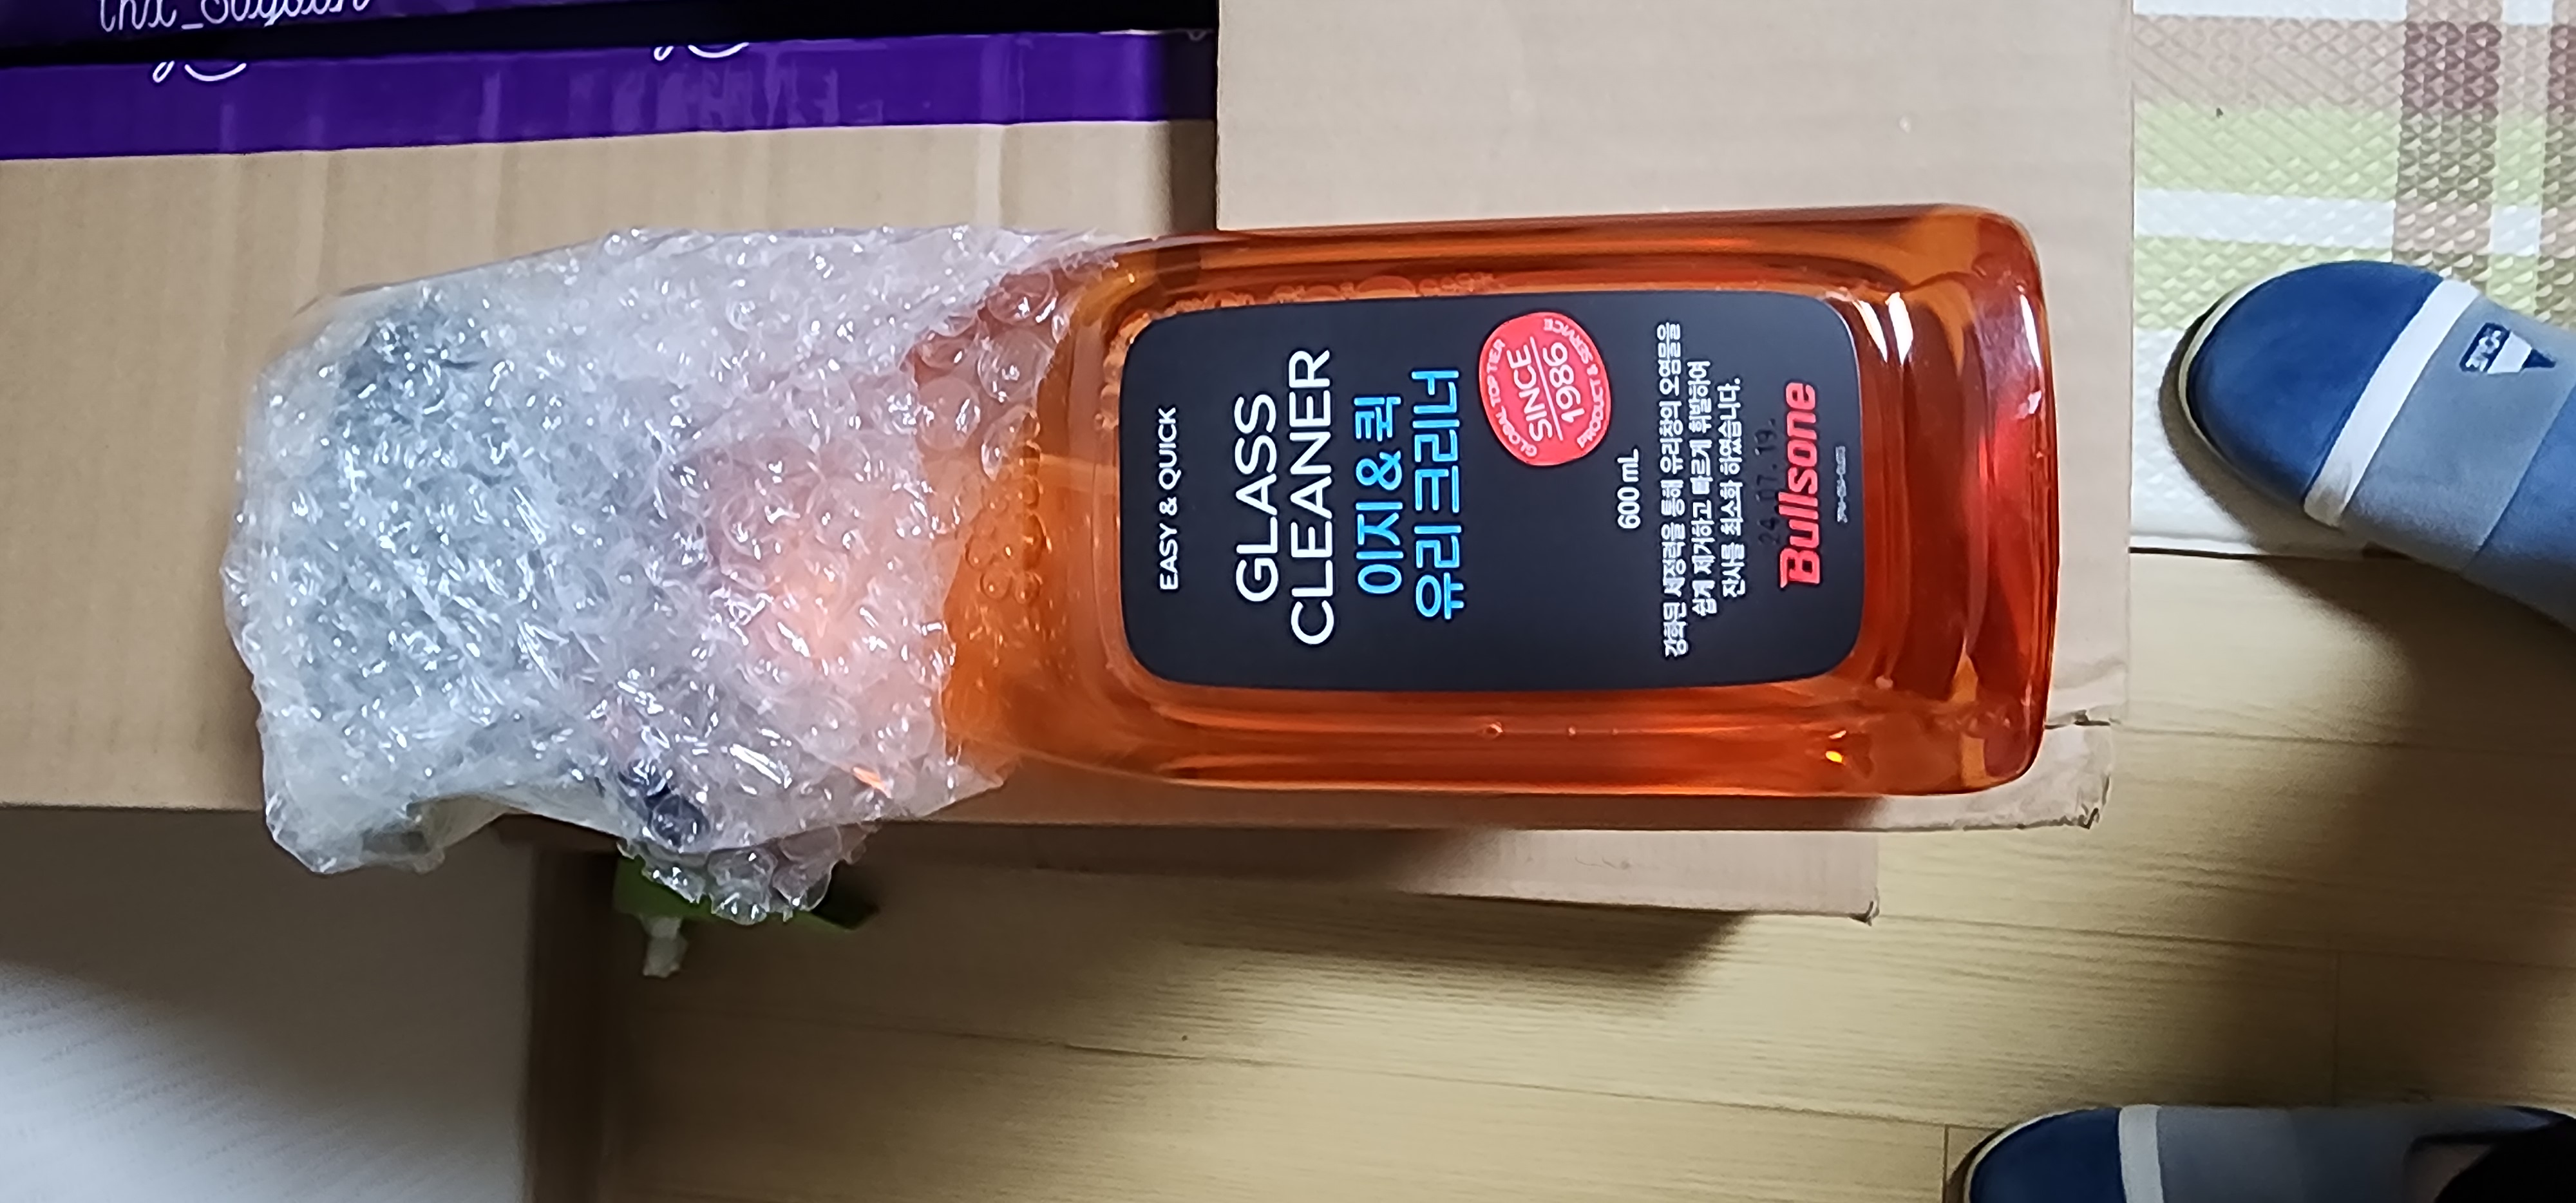 EASY & QUICK
GLASS
CLEANER
이지&퀵
유리 크리너
GLOBAL TOP TIER
SINCE
1986
PRODUCT & SERVICE
600 mL
강화된 세정력을 통해 유리창의 오염물을
쉽게 제거하고 빠르게 휘발하여
잔사를 최소화 하였습니다.
24.07.19.
Bullsone